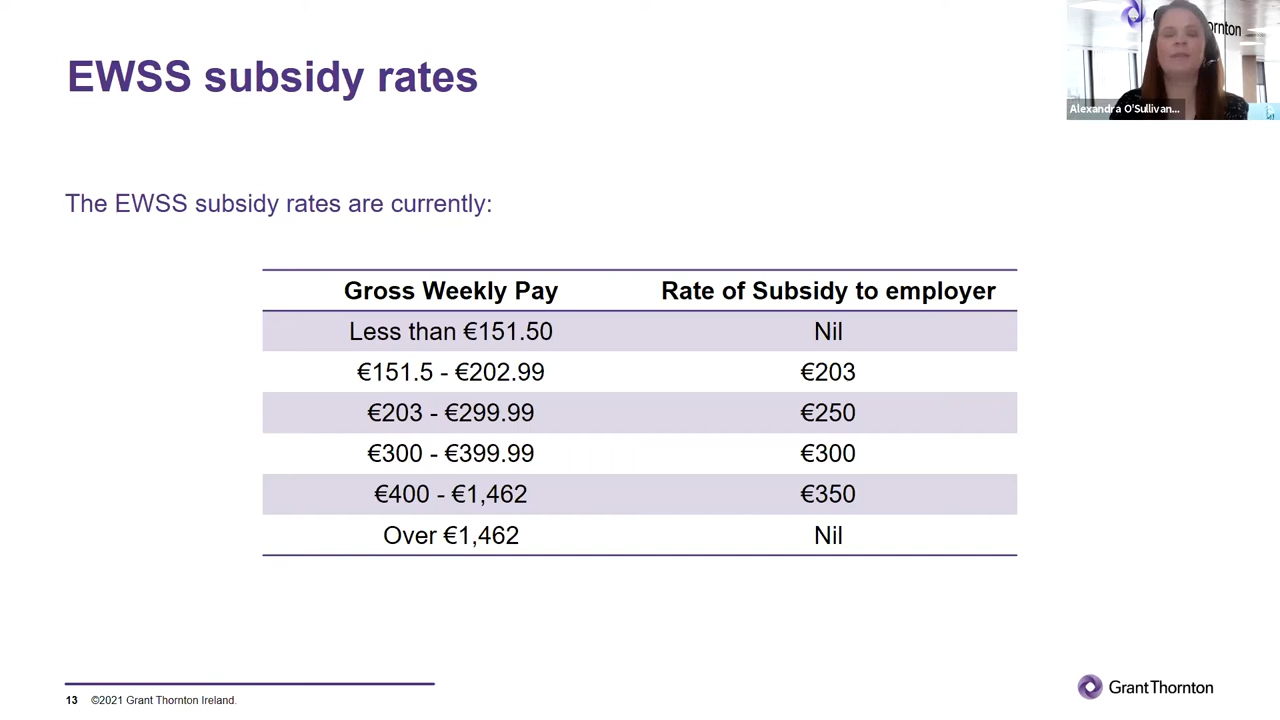 EWSS subsidy rates
Alexandra O'Sullivan...
The EWSS subsidy rates are currently:
Gross Weekly Pay Rate of Subsidy to employer
Less than €151.50 Nil
€151.5 - €202.99 €203
€203 - €299.99 €250
€300 - €399.99 €300
€400 - €1,462 €350
Over €1,462 Nil
13 ©2021 Grant Thornton Ireland.
Grant Thornton